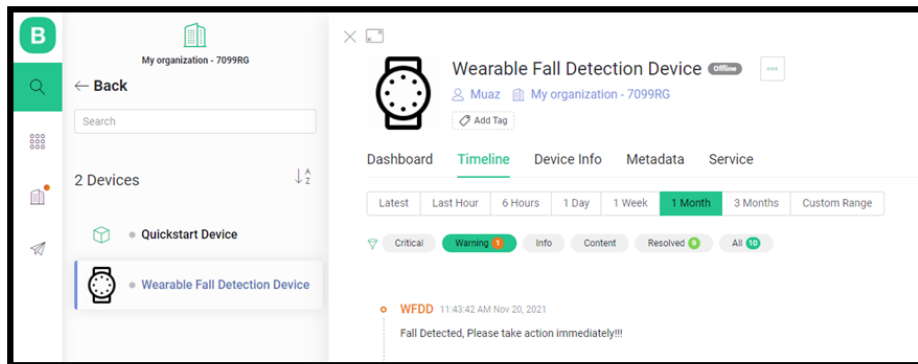 B
My organization - 7099RG
← Back
Search
2 Devices
Quickstart Device
Wearable Fall Detection Device
Wearable Fall Detection Device Offline
Muaz My organization - 7099RG
Add Tag
Dashboard Timeline Device Info Metadata Service
Latest Last Hour 6 Hours 1 Day 1 Week 1 Month 3 Months Custom Range
Critical Warning 1 Info Content Resolved 9 All 10
WFDD 11:43:42 AM Nov 20, 2021
Fall Detected, Please take action immediately!!!